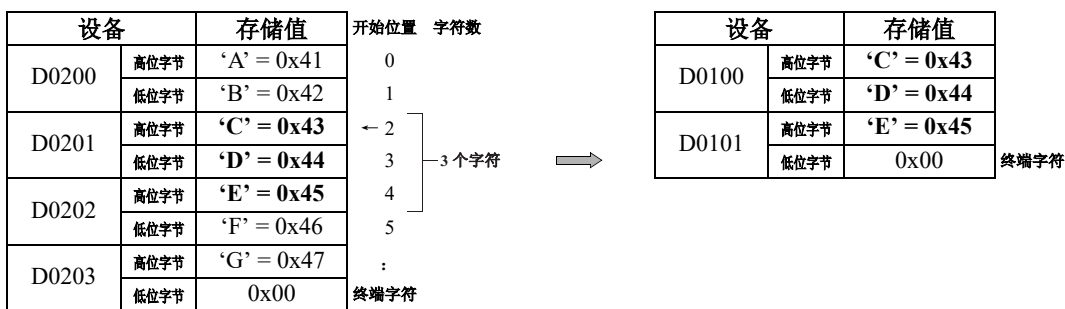 设备 存储值 开始位置 字符数
D0200 高位字节 ‘A’ = 0x41 0
低位字节 ‘B’ = 0x42 1
D0201 高位字节 ‘C’ = 0x43 ← 2
低位字节 ‘D’ = 0x44 3 3 个字符
D0202 高位字节 ‘E’ = 0x45 4
低位字节 ‘F’ = 0x46 5
D0203 高位字节 ‘G’ = 0x47 :
低位字节 0x00 终端字符
设备 存储值
D0100 高位字节 ‘C’ = 0x43
低位字节 ‘D’ = 0x44
D0101 高位字节 ‘E’ = 0x45
低位字节 0x00 终端字符